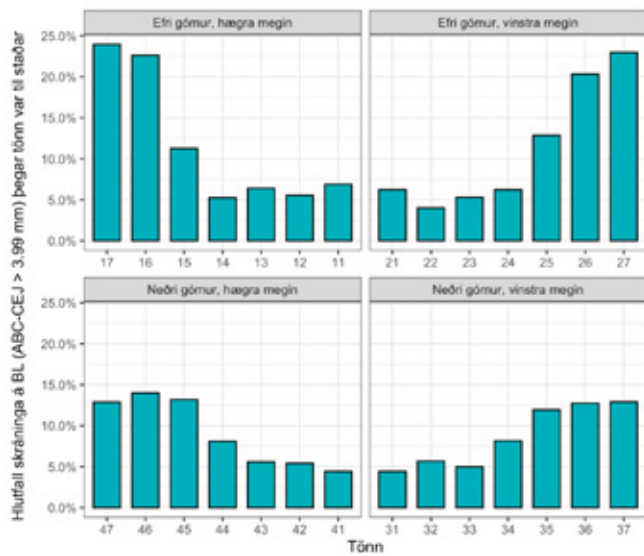 Hlutfall skráninga á BL (ABC-CEJ > 3.99 mm) þegar tönn var til staðar
Efri gómur, hægra megin
Efri gómur, vinstra megin
25.0%
20.0%
15.0%
10.0%
5.0%
0.0%
17 16 15 14 13 12 11
21 22 23 24 25 26 27
Neðri gómur, hægra megin
Neðri gómur, vinstra megin
25.0%
20.0%
15.0%
10.0%
5.0%
0.0%
47 46 45 44 43 42 41
31 32 33 34 35 36 37
Tönn